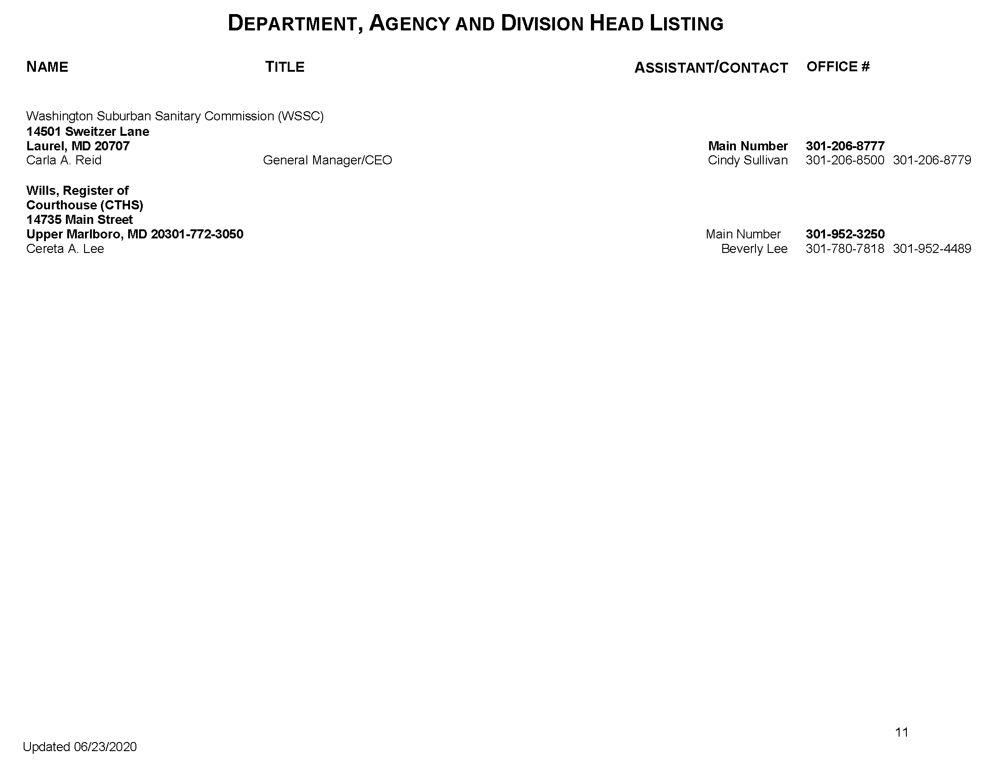 DEPARTMENT, AGENCY AND DIVISION HEAD LISTING
NAME TITLE ASSISTANT/CONTACT OFFICE #
Washington Suburban Sanitary Commission (WSSC)
14501 Sweitzer Lane
Laurel, MD 20707 Main Number 301-206-8777
Carla A. Reid General Manager/CEO Cindy Sullivan 301-206-8500 301-206-8779
Wills, Register of
Courthouse (CTHS)
14735 Main Street
Upper Marlboro, MD 20301-772-3050 Main Number 301-952-3250
Cereta A. Lee Beverly Lee 301-780-7818 301-952-4489
11
Updated 06/23/2020